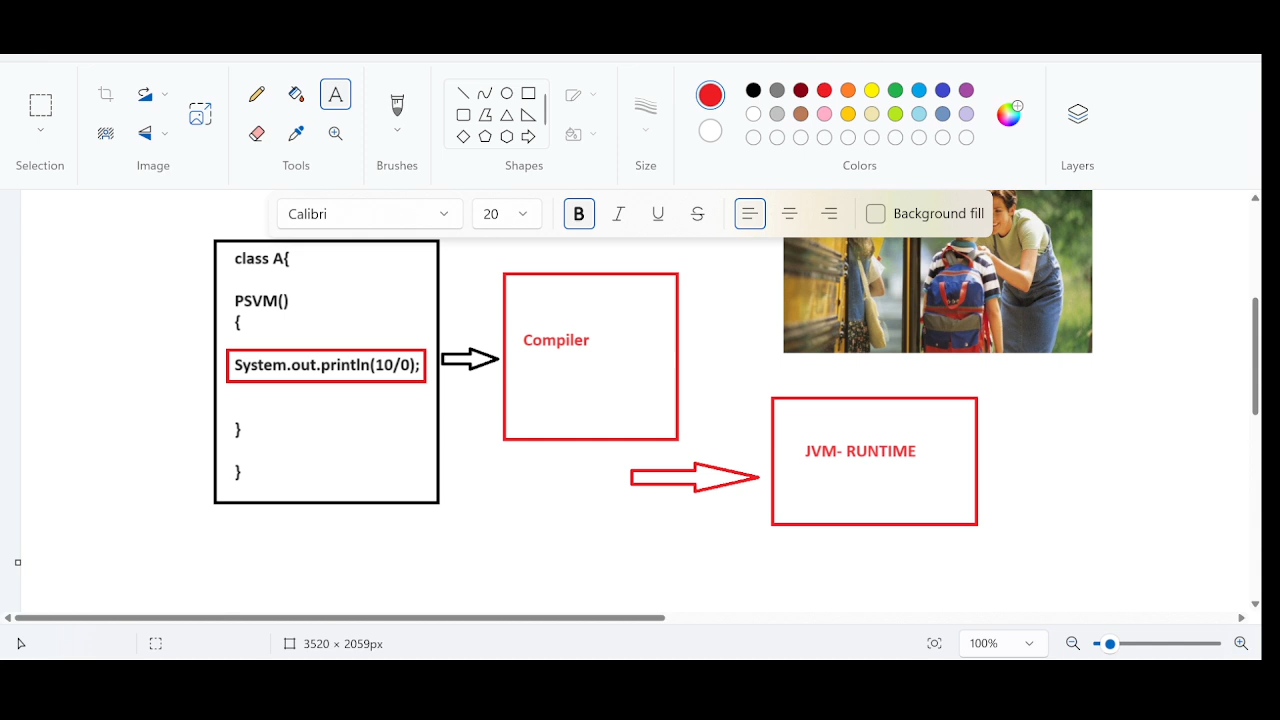 Selection
Image
Tools
Brushes
Shapes
Size
Colors
Layers
Calibri
20
B
I
U
S
Background fill
class A{
PSVM()
{
System.out.println(10/0);
}
}
Compiler
JVM- RUNTIME
3520 × 2059px
100%